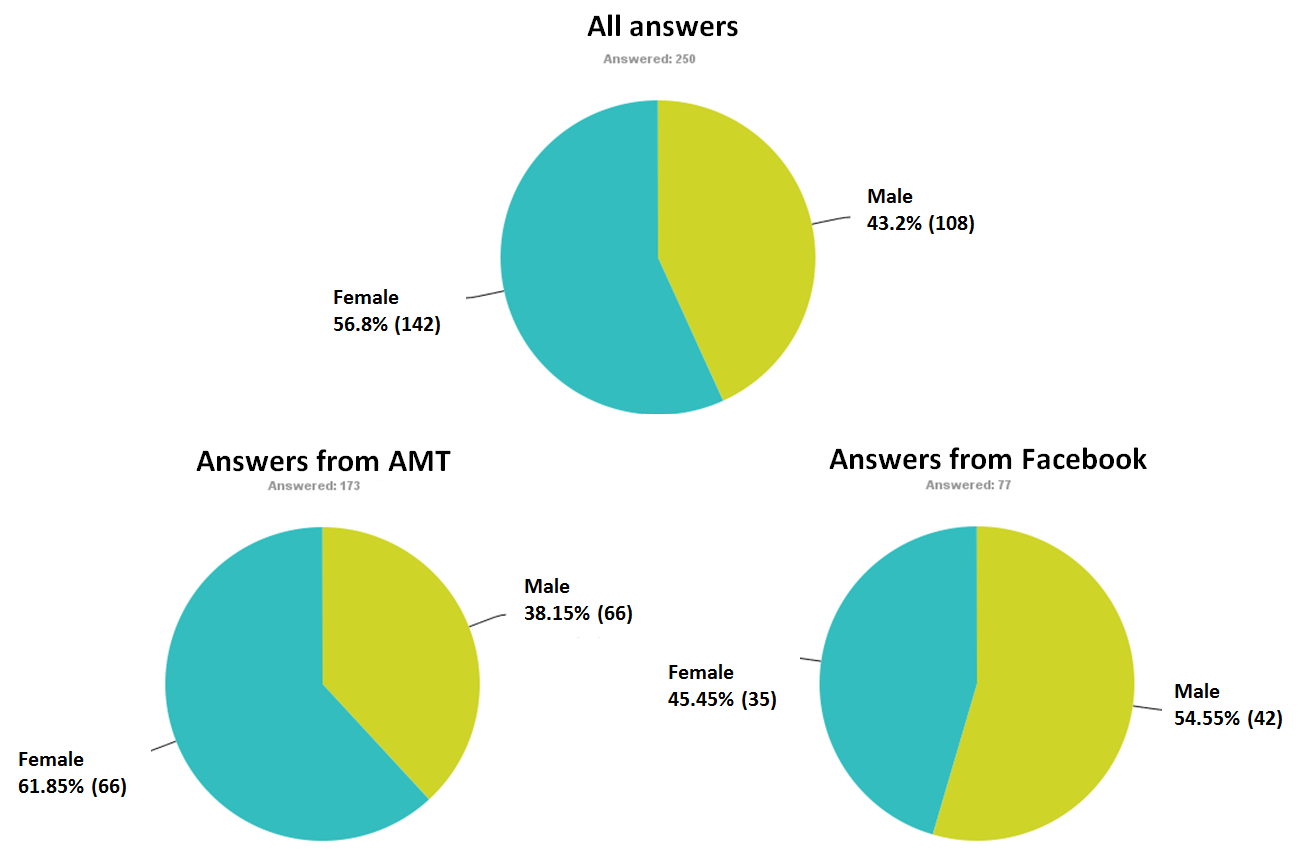 All answers
Answered: 250
Male
43.2% (108)
Female
56.8% (142)
Answers from AMT
Answered: 173
Male
38.15% (66)
Female
61.85% (66)
Answers from Facebook
Answered: 77
Female
45.45% (35)
Male
54.55% (42)